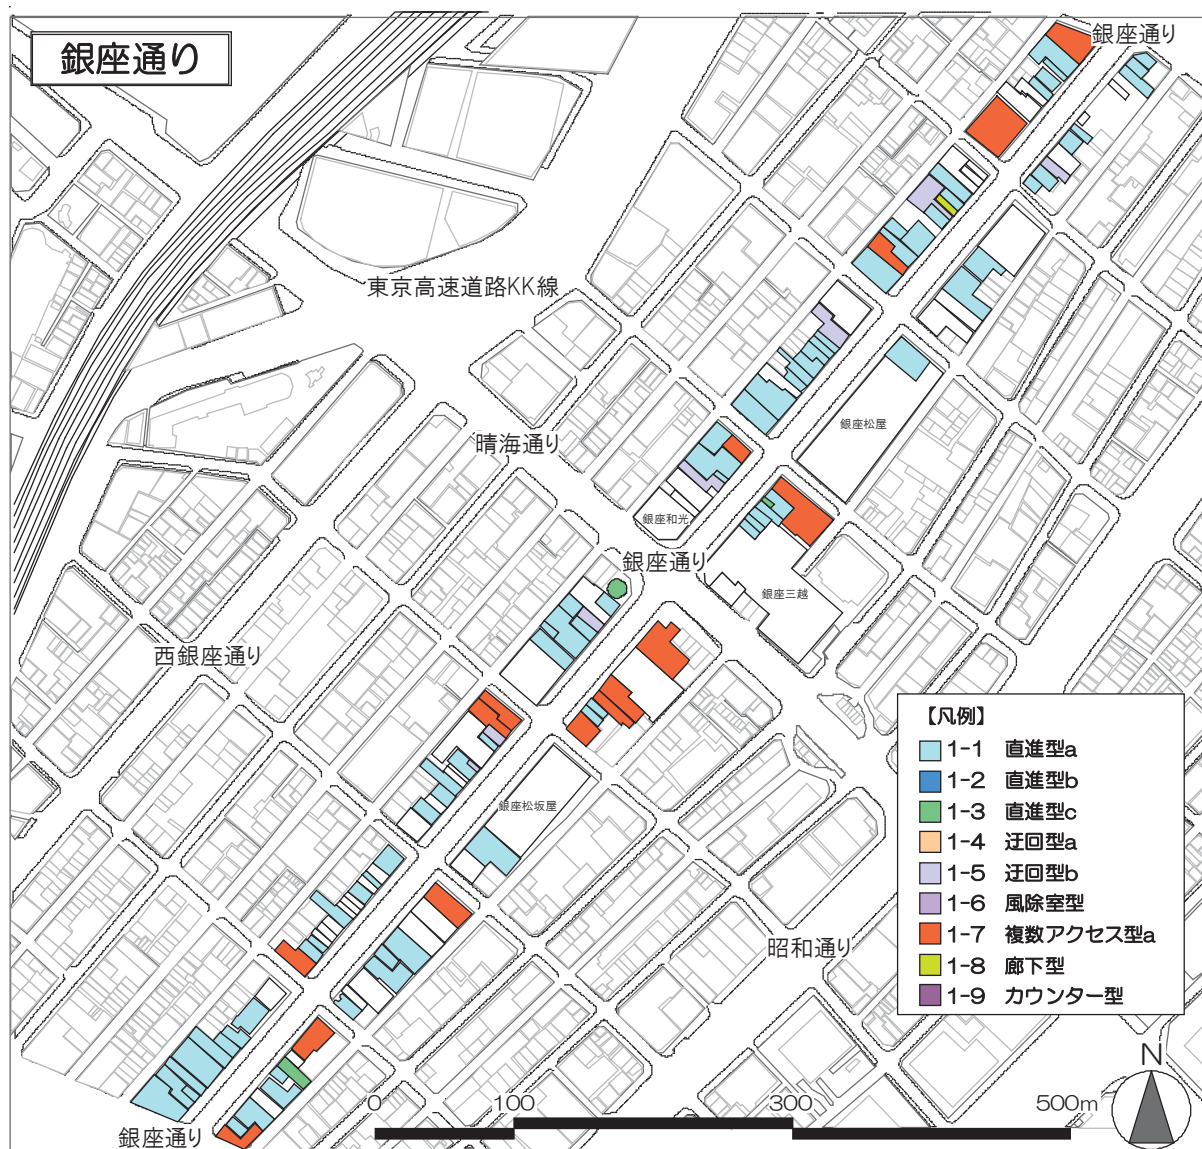 銀座通り
銀座通り
東京高速道路KK線
銀座松屋
晴海通り
銀座和光
銀座通り
銀座三越
西銀座通り
【凡例】
1-1 直進型a
1-2 直進型b
1-3 直進型c
1-4 迂回型a
1-5 迂回型b
1-6 風除室型
1-7 複数アクセス型a
1-8 廊下型
1-9 カウンター型
銀座松坂屋
昭和通り
N
0 100 300 500m
銀座通り